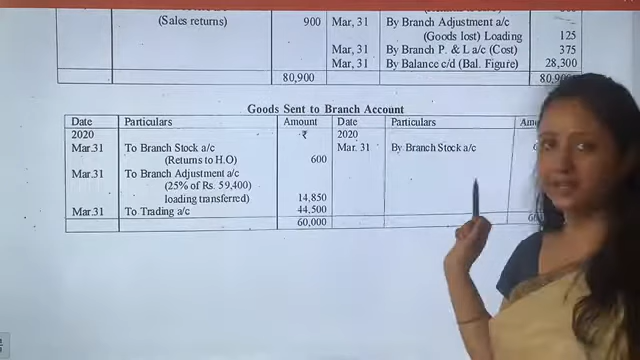 (Sales returns) 900 Mar, 31 By Branch Adjustment a/c
(Goods lost) Loading 125
Mar, 31 By Branch P. & L a/c (Cost) 375
Mar, 31 By Balance c/d (Bal. Figure) 28,300
80,900
Goods Sent to Branch Account
Date Particulars Amount Date Particulars
2020 ₹ 2020
Mar.31 To Branch Stock a/c Mar. 31 By Branch Stock a/c
(Returns to H.O) 600
Mar.31 To Branch Adjustment a/c
(25% of Rs. 59,400)
loading transferred) 14,850
Mar.31 To Trading a/c 44,500
60,000